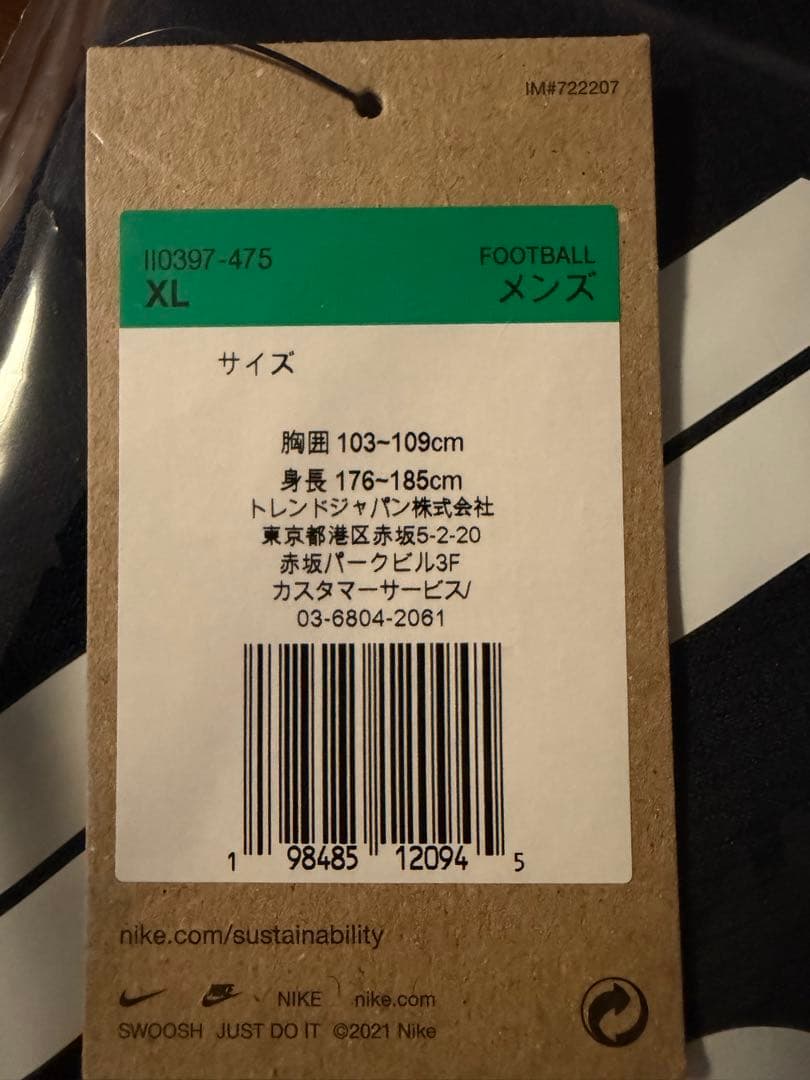 IM#722207
II0397-475
FOOTBALL
XL
メンズ
サイズ
胸囲 103~109cm
身長 176~185cm
トレンドジャパン株式会社
東京都港区赤坂5-2-20
赤坂パークビル3F
カスタマーサービス/
03-6804-2061
1 98485 12094 5
nike.com/sustainability
NIKE nike.com
SWOOSH JUST DO IT ©2021 Nike